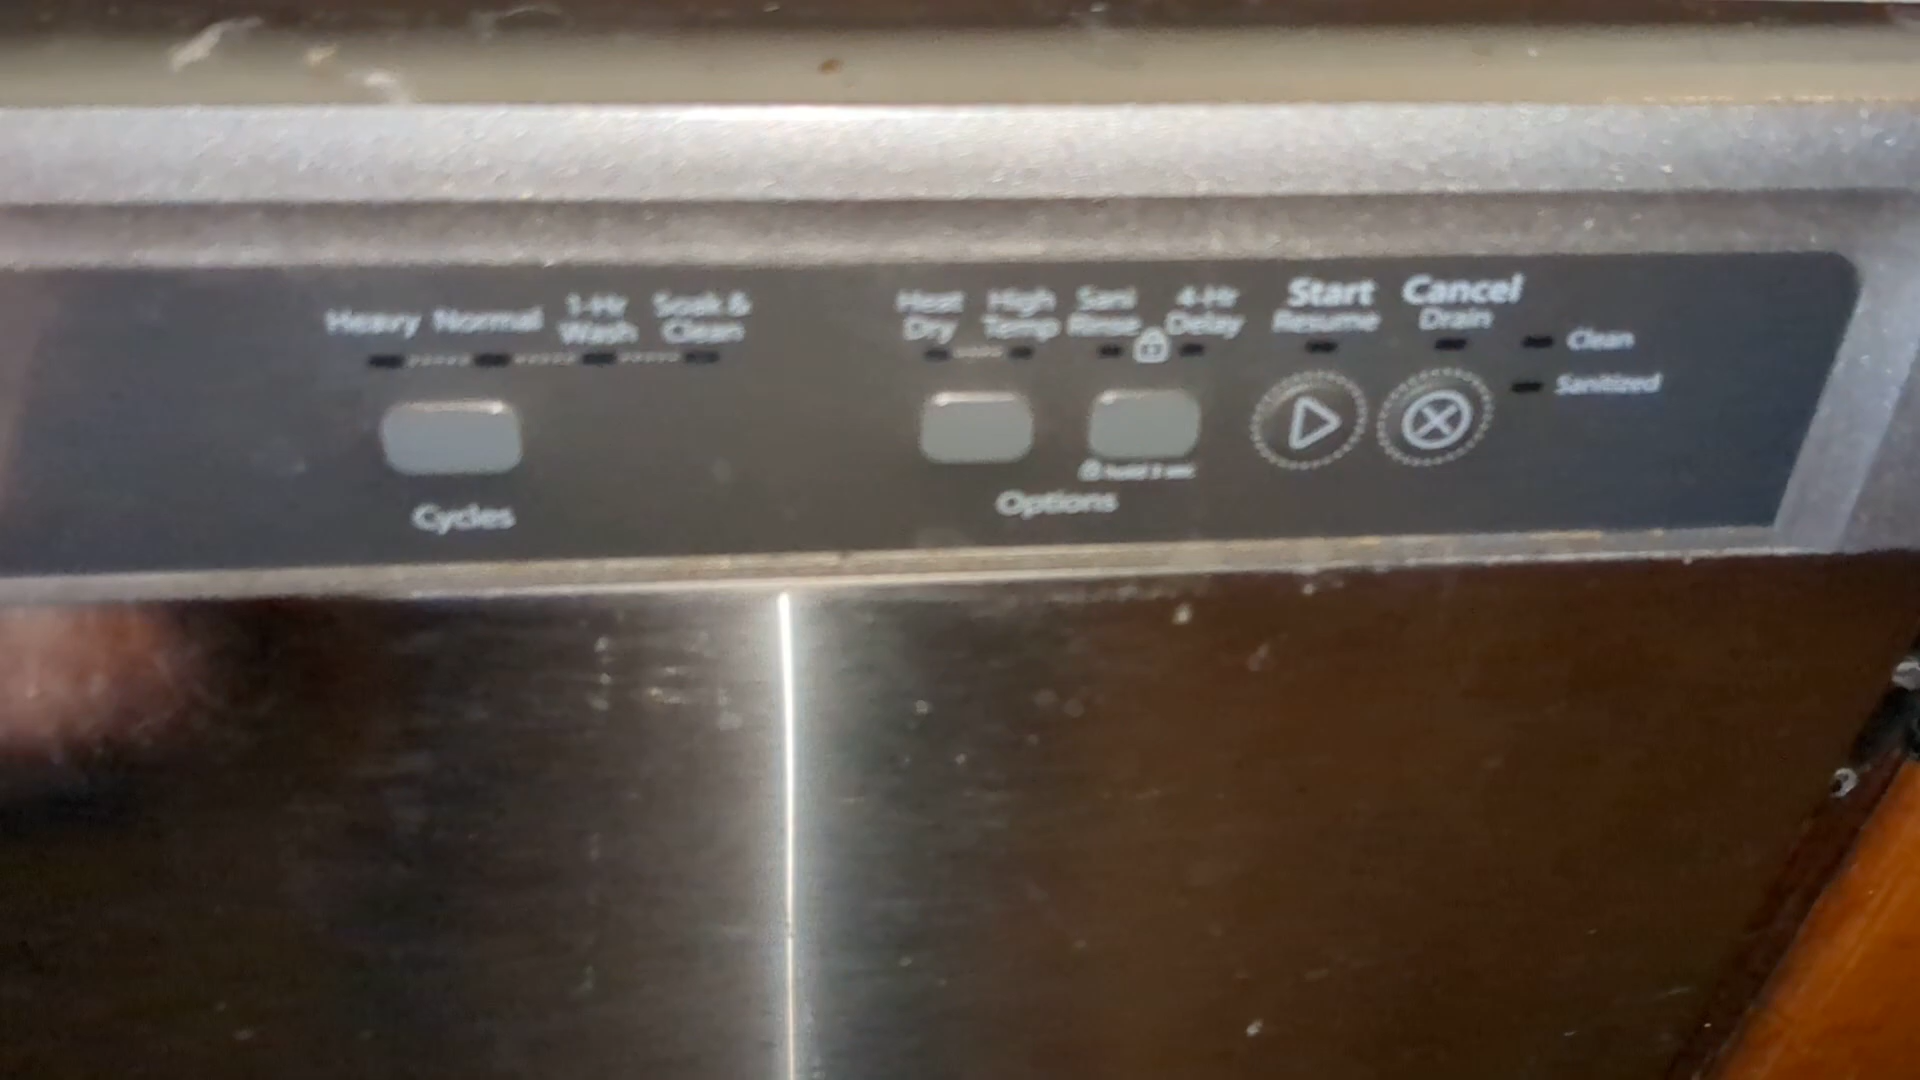 Heavy Normal 1-Hr Wash Soak & Clean
Heat Dry High Temp Sani Rinse 4-Hr Delay
Start Resume
Cancel Drain
Clean
Sanitized
Cycles
Options